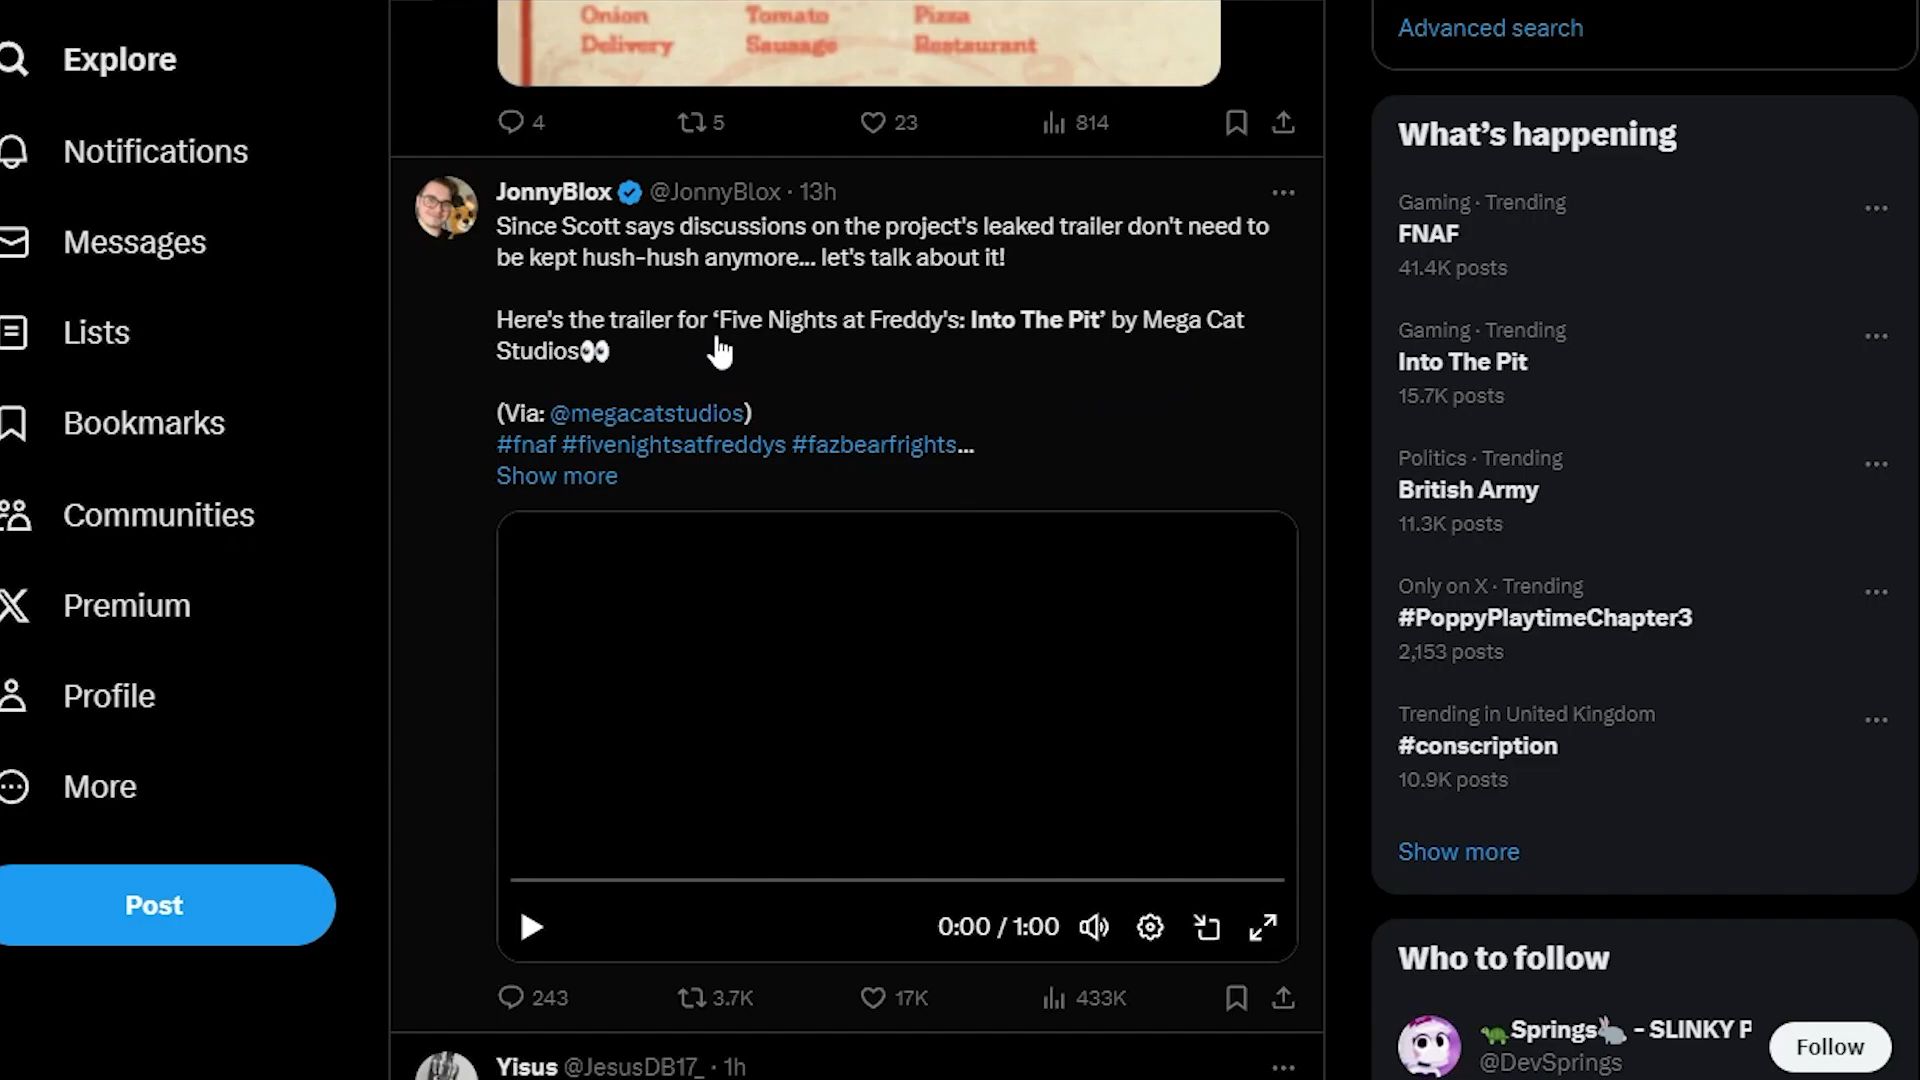 Explore
Notifications
Messages
Lists
Bookmarks
Communities
Premium
Profile
More
Post
Onion Tomato Pizza
Delivery Sausage Restaurant
4 5 23 814
JonnyBlox @JonnyBlox · 13h
Since Scott says discussions on the project's leaked trailer don't need to
be kept hush-hush anymore... let's talk about it!
Here's the trailer for ‘Five Nights at Freddy's: Into The Pit’ by Mega Cat
Studios👀
(Via: @megacatstudios)
#fnaf #fivenightsatfreddys #fazbearfrights...
Show more
0:00 / 1:00
243 3.7K 17K 433K
Yisus @JesusDB17_ · 1h
Advanced search
What's happening
Gaming · Trending
FNAF
41.4K posts
Gaming · Trending
Into The Pit
15.7K posts
Politics · Trending
British Army
11.3K posts
Only on X · Trending
#PoppyPlaytimeChapter3
2,153 posts
Trending in United Kingdom
#conscription
10.9K posts
Show more
Who to follow
🐢Springs🐇 - SLINKY P
@DevSprings
Follow